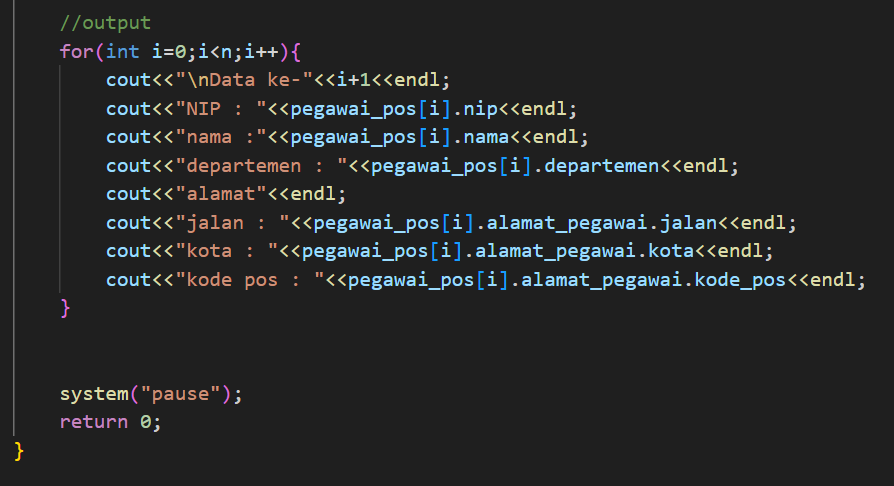 //output
for(int i=0;i<n;i++){
cout<<"\nData ke-"<<i+1<<endl;
cout<<"NIP : "<<pegawai_pos[i].nip<<endl;
cout<<"nama :"<<pegawai_pos[i].nama<<endl;
cout<<"departemen : "<<pegawai_pos[i].departemen<<endl;
cout<<"alamat"<<endl;
cout<<"jalan : "<<pegawai_pos[i].alamat_pegawai.jalan<<endl;
cout<<"kota : "<<pegawai_pos[i].alamat_pegawai.kota<<endl;
cout<<"kode pos : "<<pegawai_pos[i].alamat_pegawai.kode_pos<<endl;
}
system("pause");
return 0;
}